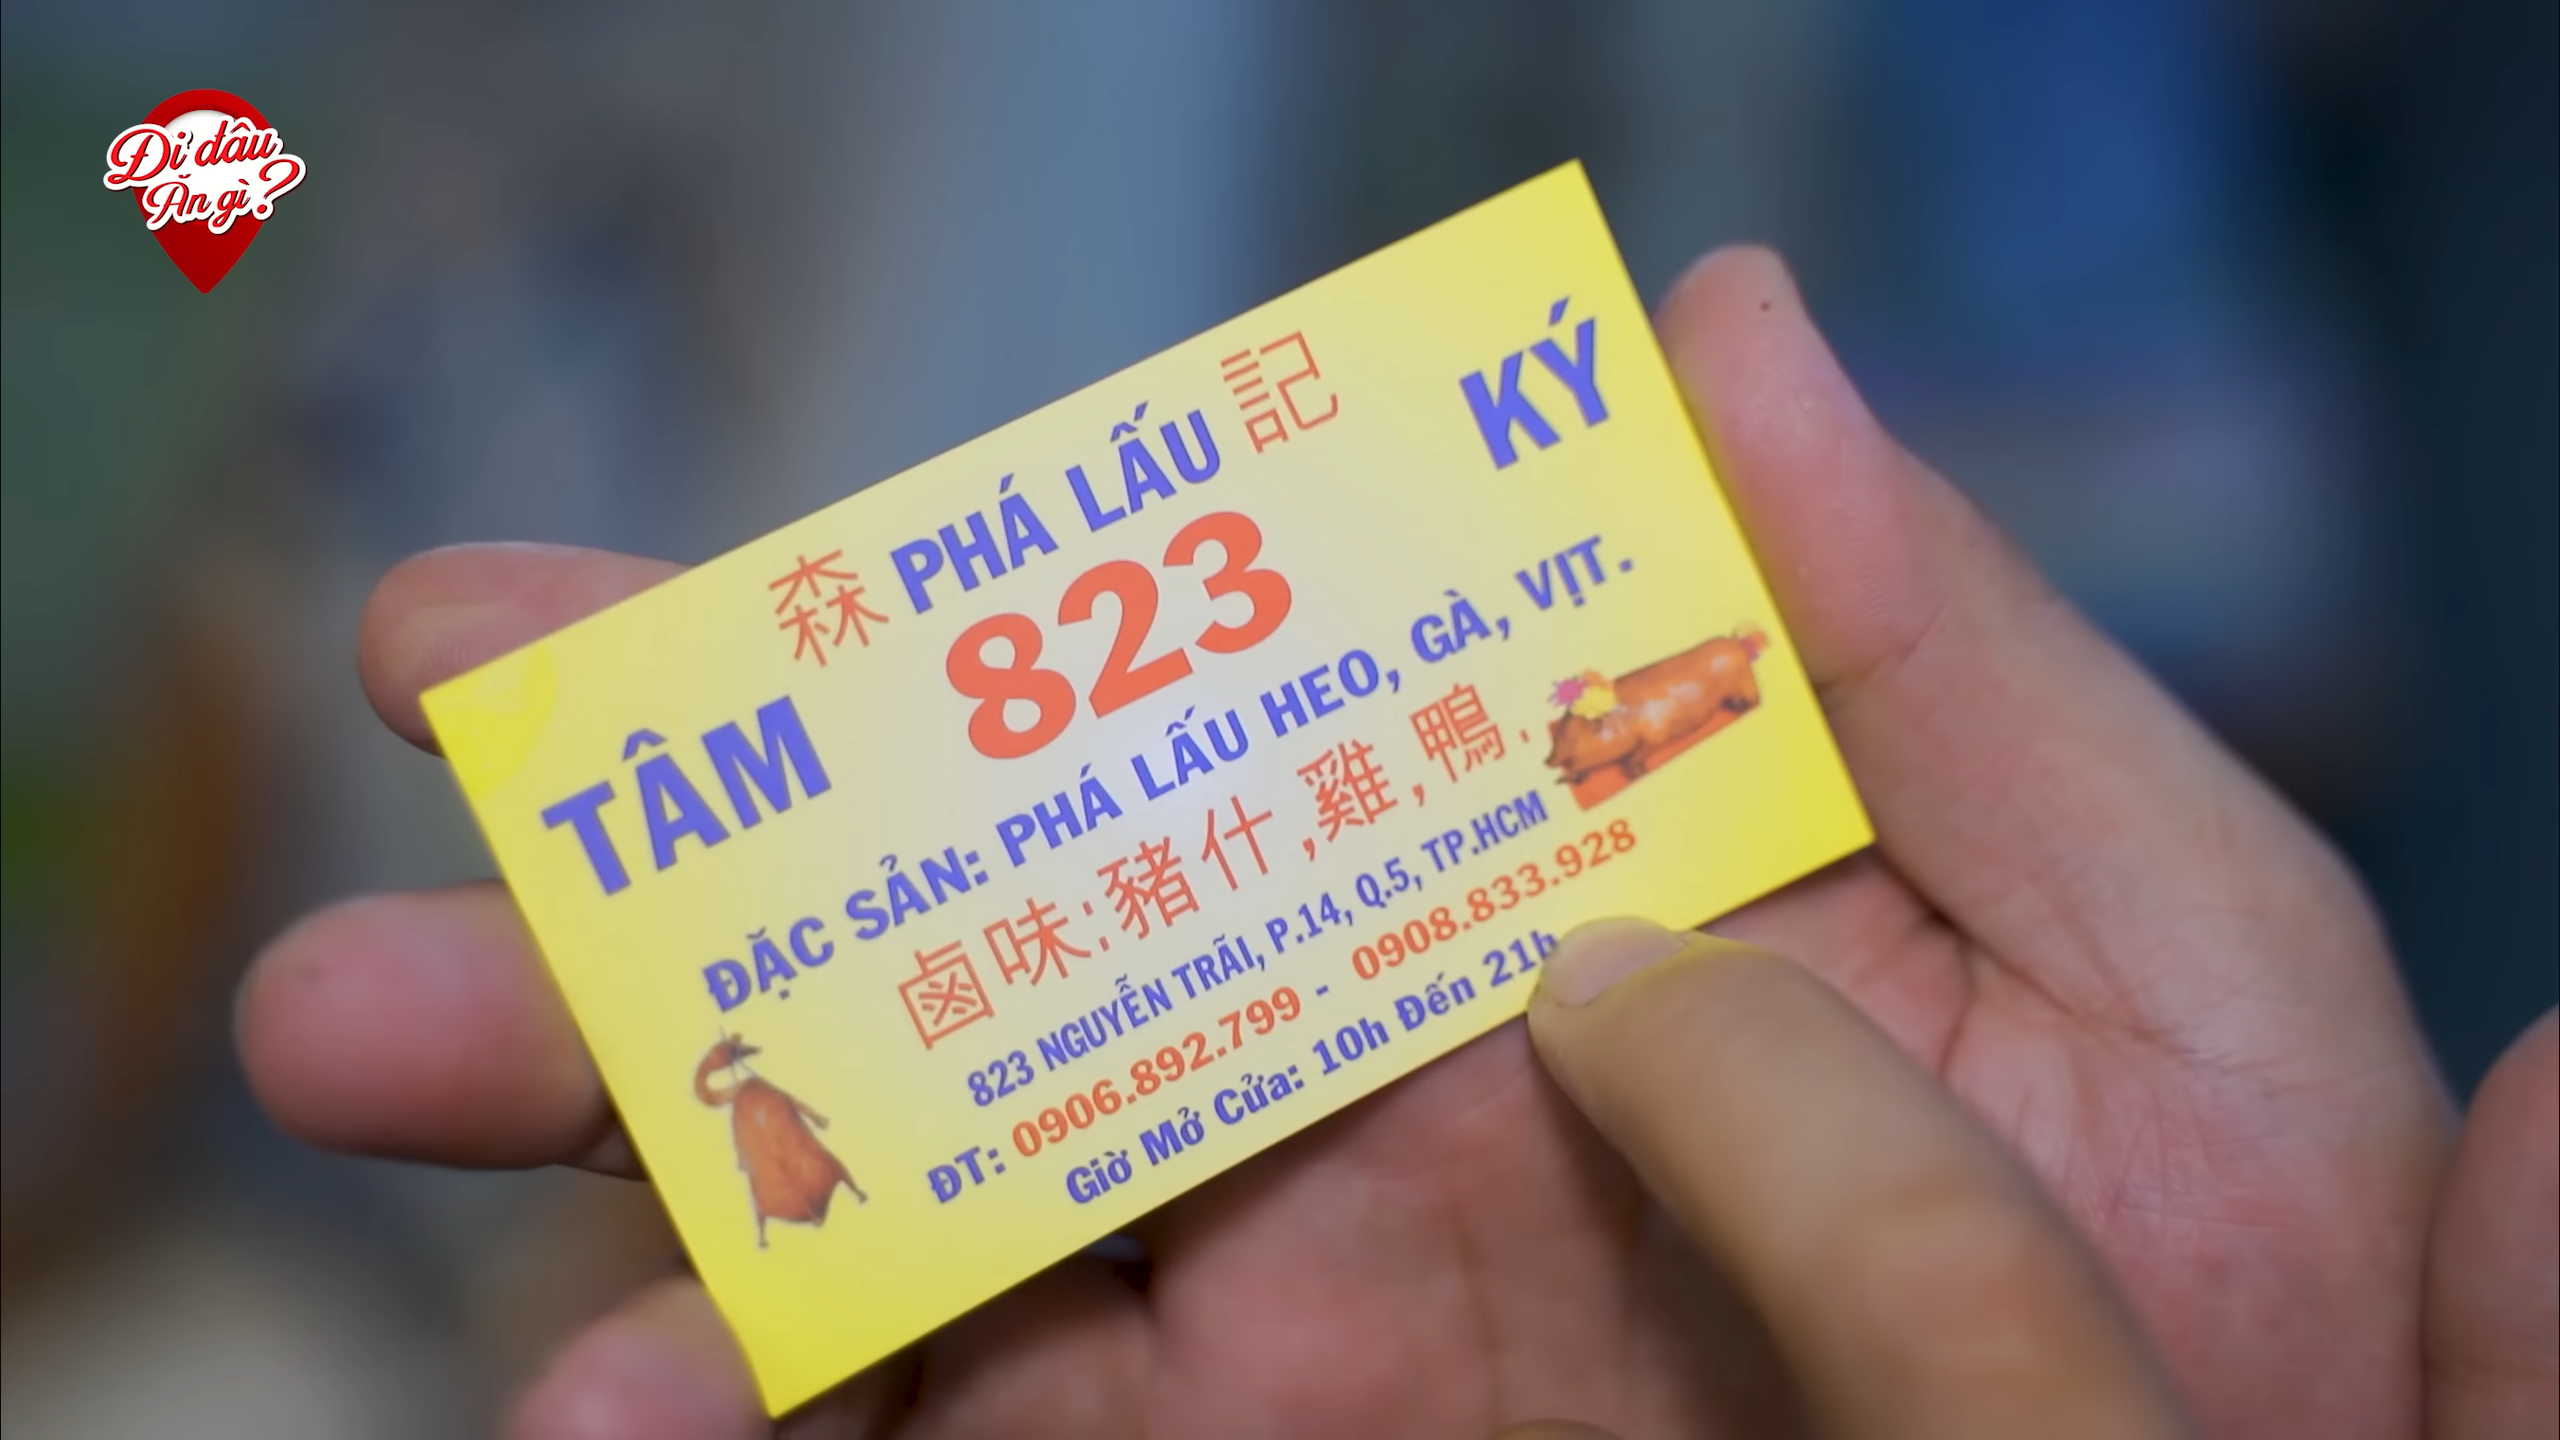 Đi đâu
Ăn gì?
森 PHÁ LẤU 記
TÂM 823 KÝ
ĐẶC SẢN: PHÁ LẤU HEO, GÀ, VỊT.
鹵味:豬什,雞,鴨.
823 NGUYỄN TRÃI, P.14, Q.5, TP.HCM
ĐT: 0906.892.799 - 0908.833.928
Giờ Mở Cửa: 10h Đến 21h